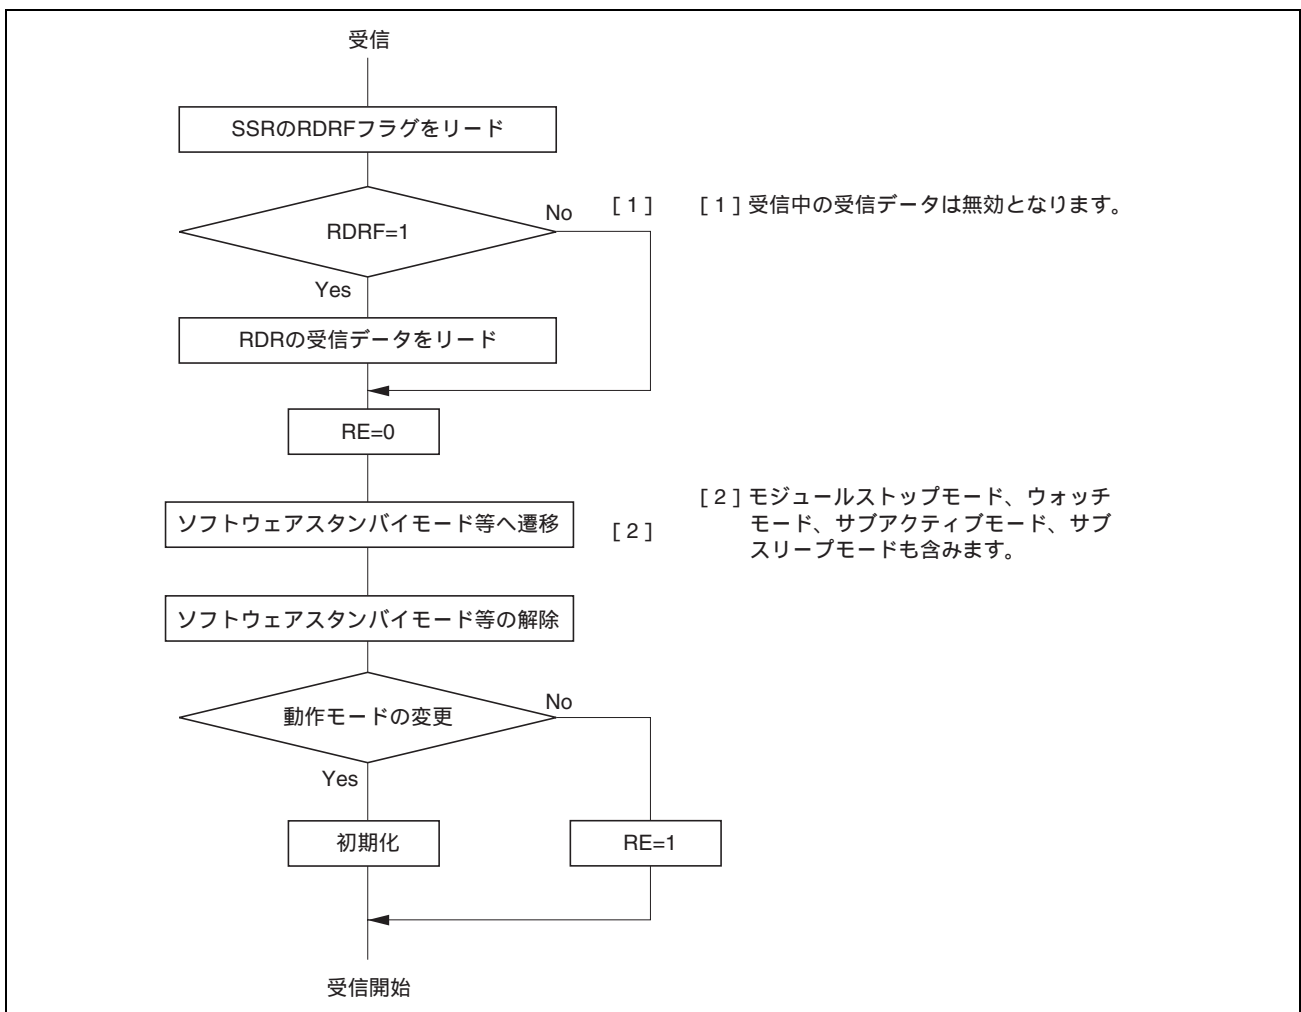 受信
SSRのRDRFフラグをリード
RDRF=1
No
[ 1 ]
[ 1 ] 受信中の受信データは無効となります。
Yes
RDRの受信データをリード
RE=0
ソフトウェアスタンバイモード等へ遷移
[ 2 ]
[ 2 ] モジュールストップモード、ウォッチ
モード、サブアクティブモード、サブ
スリープモードも含みます。
ソフトウェアスタンバイモード等の解除
動作モードの変更
No
Yes
初期化
RE=1
受信開始